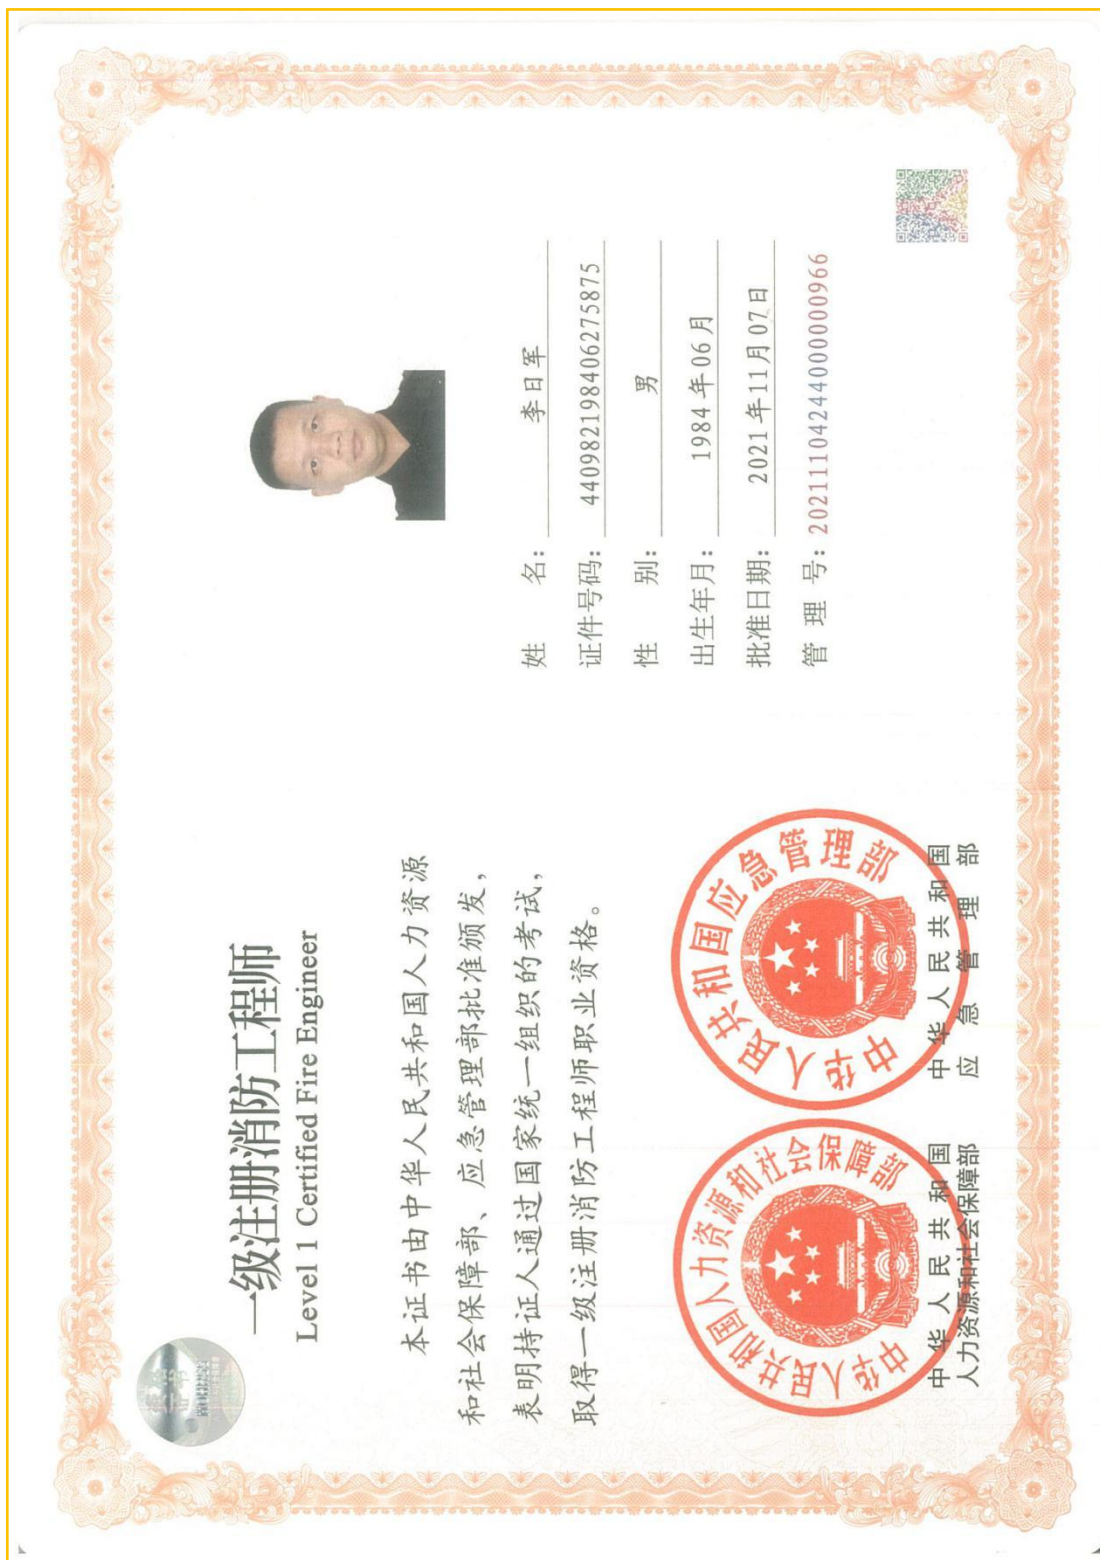 一级注册消防工程师
Level 1 Certified Fire Engineer
本证书由中华人民共和国人力资源
和社会保障部、应急管理部批准颁发，
表明持证人通过国家统一组织的考试，
取得一级注册消防工程师职业资格。
中华人民共和国人力资源和社会保障部
中华人民共和国
人力资源和社会保障部
中华人民共和国应急管理部
中华人民共和国
应急管理部
姓 名： 李日军
证件号码： 440982198406275875
性 别： 男
出生年月： 1984年06月
批准日期： 2021年11月07日
管 理 号： 20211104244000000966